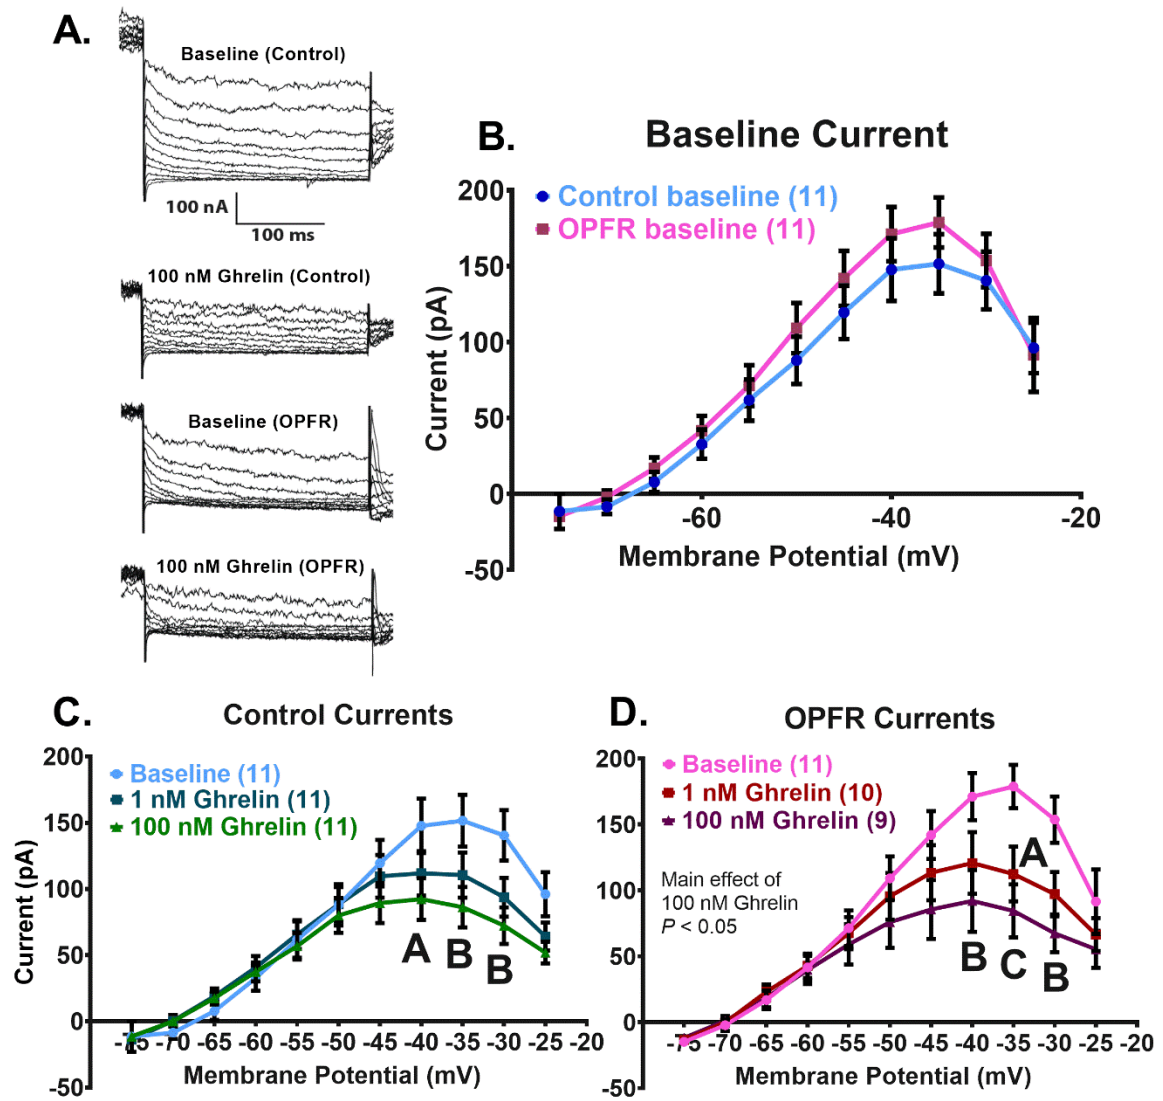 A.
Baseline (Control)
100 nA
100 ms
100 nM Ghrelin (Control)
Baseline (OPFR)
100 nM Ghrelin (OPFR)
B.
Baseline Current
Control baseline (11)
OPFR baseline (11)
Current (pA)
200
150
100
50
0
-50
-60
-40
-20
Membrane Potential (mV)
C.
Control Currents
Baseline (11)
1 nM Ghrelin (11)
100 nM Ghrelin (11)
Current (pA)
200
150
100
50
0
-50
A
B
B
-75
-70
-65
-60
-55
-50
-45
-40
-35
-30
-25
-20
Membrane Potential (mV)
D.
OPFR Currents
Baseline (11)
1 nM Ghrelin (10)
100 nM Ghrelin (9)
Main effect of
100 nM Ghrelin
P < 0.05
Current (pA)
200
150
100
50
0
-50
A
B
C
B
-75
-70
-65
-60
-55
-50
-45
-40
-35
-30
-25
-20
Membrane Potential (mV)